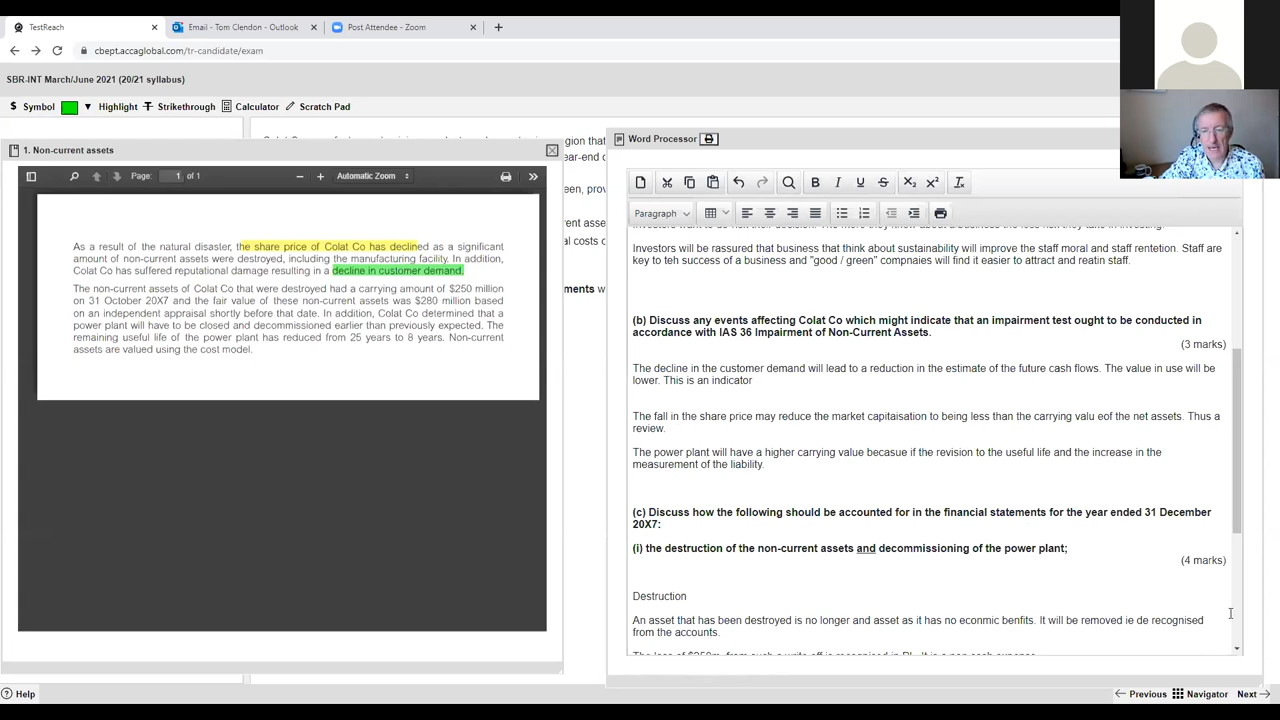 TestReach
Email - Tom Clendon - Outlook
Post Attendee - Zoom
cbept.accaglobal.com/tr-candidate/exam
SBR-INT March/June 2021 (20/21 syllabus)
$ Symbol Highlight Strikethrough Calculator Scratch Pad
1. Non-current assets
Page: 1 of 1
Automatic Zoom
As a result of the natural disaster, the share price of Colat Co has declined as a significant
amount of non-current assets were destroyed, including the manufacturing facility. In addition,
Colat Co has suffered reputational damage resulting in a decline in customer demand.
The non-current assets of Colat Co that were destroyed had a carrying amount of $250 million
on 31 October 20X7 and the fair value of these non-current assets was $280 million based
on an independent appraisal shortly before that date. In addition, Colat Co determined that a
power plant will have to be closed and decommissioned earlier than previously expected. The
remaining useful life of the power plant has reduced from 25 years to 8 years. Non-current
assets are valued using the cost model.
Word Processor
Paragraph
Investors will be rassured that business that think about sustainability will improve the staff moral and staff rentetion. Staff are
key to teh success of a business and "good / green" compnaies will find it easier to attract and reatin staff.
(b) Discuss any events affecting Colat Co which might indicate that an impairment test ought to be conducted in
accordance with IAS 36 Impairment of Non-Current Assets.
(3 marks)
The decline in the customer demand will lead to a reduction in the estimate of the future cash flows. The value in use will be
lower. This is an indicator
The fall in the share price may reduce the market capitaisation to being less than the carrying valu eof the net assets. Thus a
review.
The power plant will have a higher carrying value becasue if the revision to the useful life and the increase in the
measurement of the liability.
(c) Discuss how the following should be accounted for in the financial statements for the year ended 31 December
20X7:
(i) the destruction of the non-current assets and decommissioning of the power plant;
(4 marks)
Destruction
An asset that has been destroyed is no longer and asset as it has no econmic benfits. It will be removed ie de recognised
from the accounts.
Help
Previous
Navigator
Next